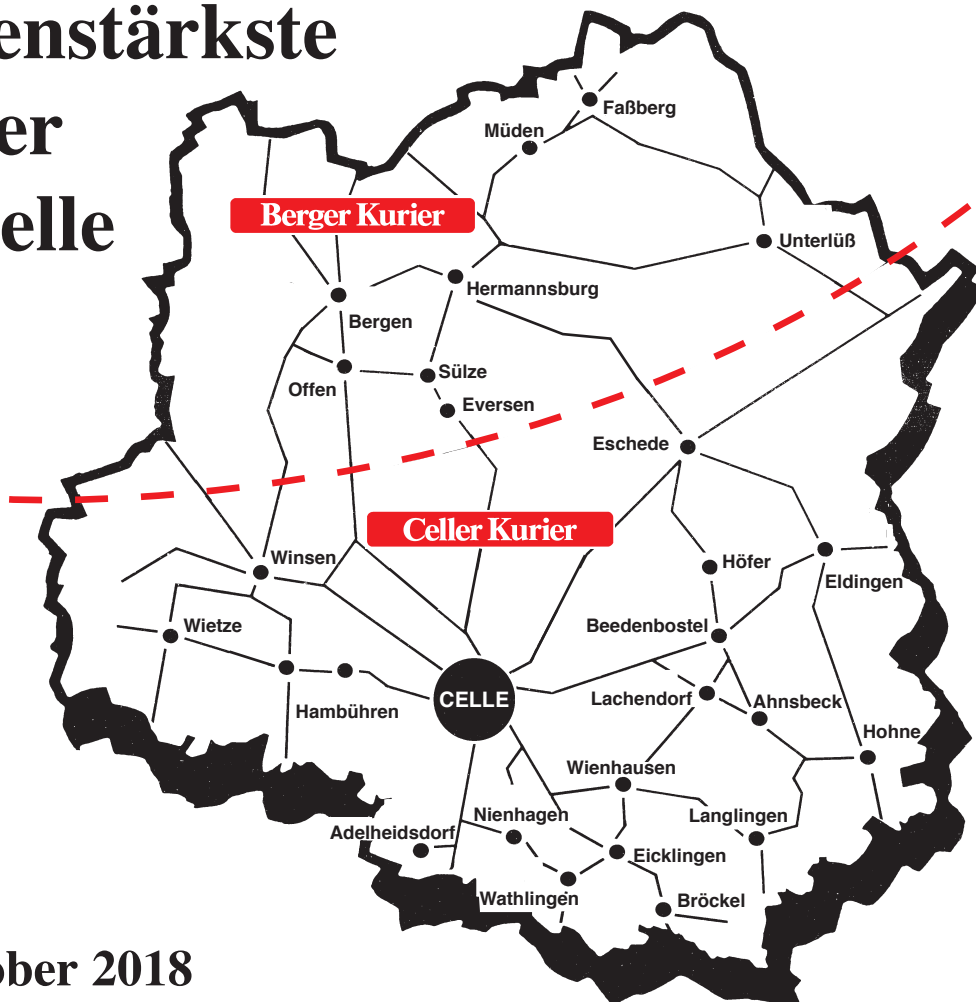 enstärkste
er
elle
Faßberg
Müden
Berger Kurier
Unterlüß
Hermannsburg
Bergen
Offen
Sülze
Eversen
Eschede
Celler Kurier
Winsen
Höfer
Eldingen
Wietze
Beedenbostel
CELLE
Lachendorf
Ahnsbeck
Hambühren
Hohne
Wienhausen
Nienhagen
Langlingen
Adelheidsdorf
Eicklingen
Wathlingen
Bröckel
ober 2018